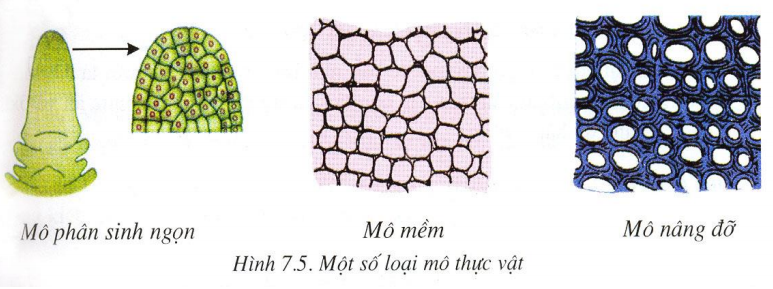 Mô phân sinh ngọn
Mô mềm
Mô nâng đỡ
Hình 7.5. Một số loại mô thực vật